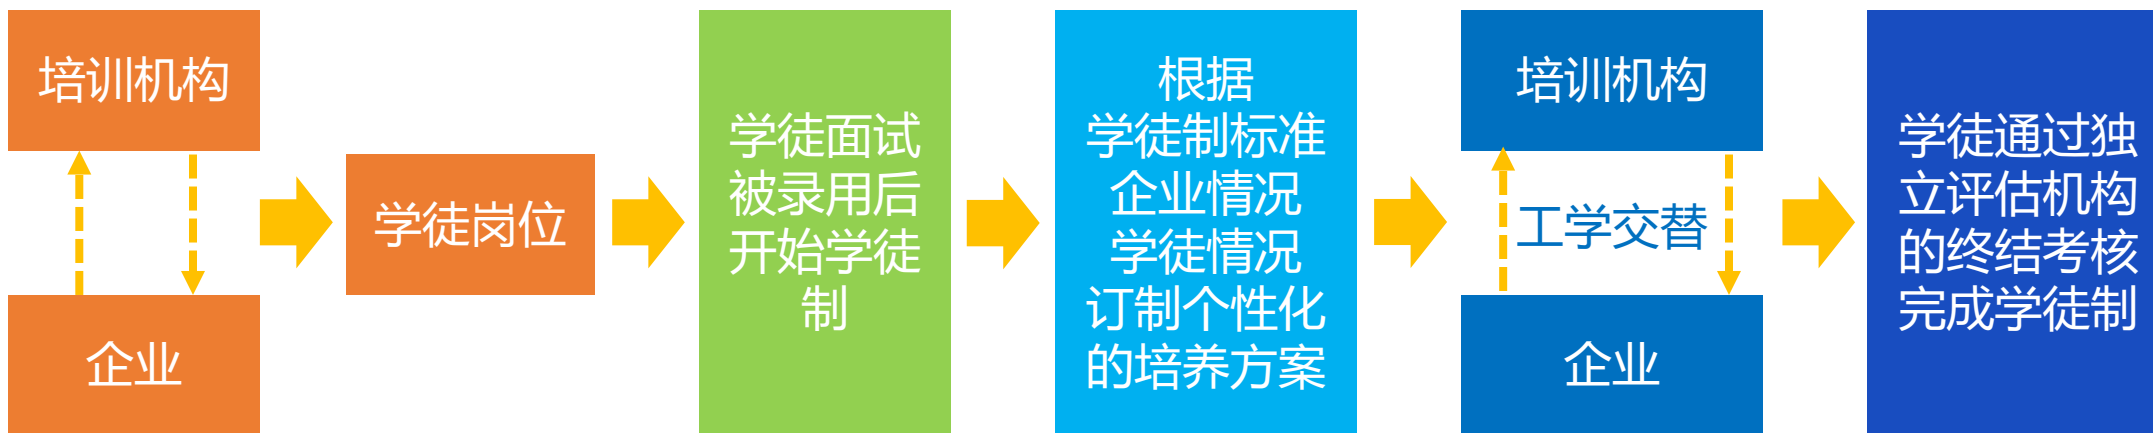 培训机构
企业
学徒岗位
学徒面试
被录用后
开始学徒
制
根据
学徒制标准
企业情况
学徒情况
订制个性化
的培养方案
培训机构
工学交替
企业
学徒通过独
立评估机构
的终结考核
完成学徒制